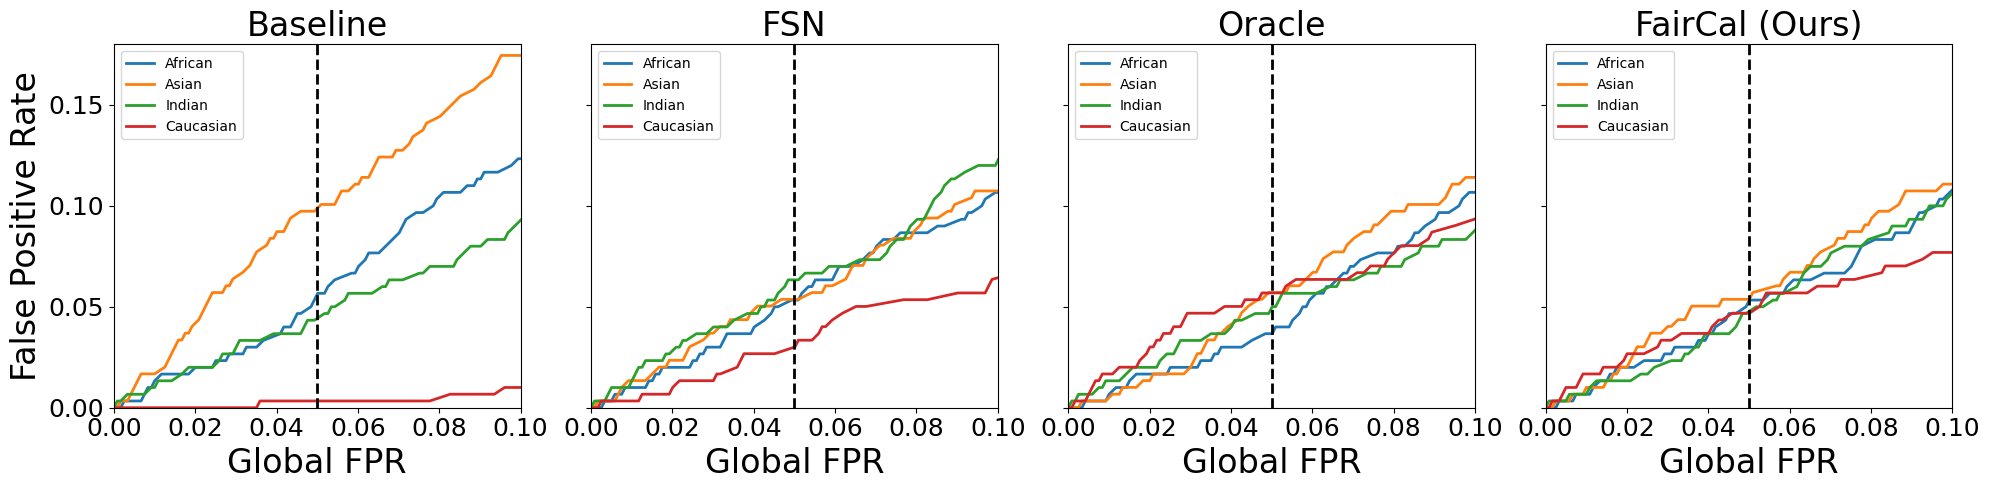 Baseline
FSN
Oracle
FairCal (Ours)
False Positive Rate
0.15
0.10
0.05
0.00
African
Asian
Indian
Caucasian
0.00 0.02 0.04 0.06 0.08 0.10
Global FPR
African
Asian
Indian
Caucasian
0.00 0.02 0.04 0.06 0.08 0.10
Global FPR
African
Asian
Indian
Caucasian
0.00 0.02 0.04 0.06 0.08 0.10
Global FPR
African
Asian
Indian
Caucasian
0.00 0.02 0.04 0.06 0.08 0.10
Global FPR